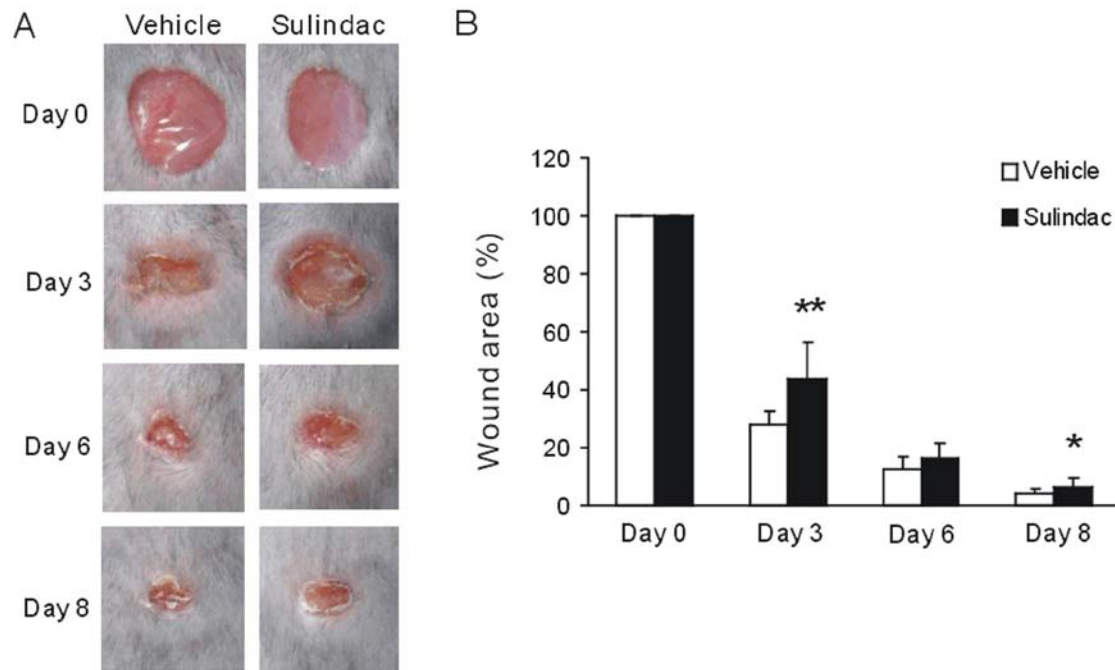 A
Vehicle Sulindac
Day 0
Day 3
Day 6
Day 8
B
Wound area (%)
120
100
80
60
40
20
0
Vehicle
Sulindac
**
*
Day 0 Day 3 Day 6 Day 8